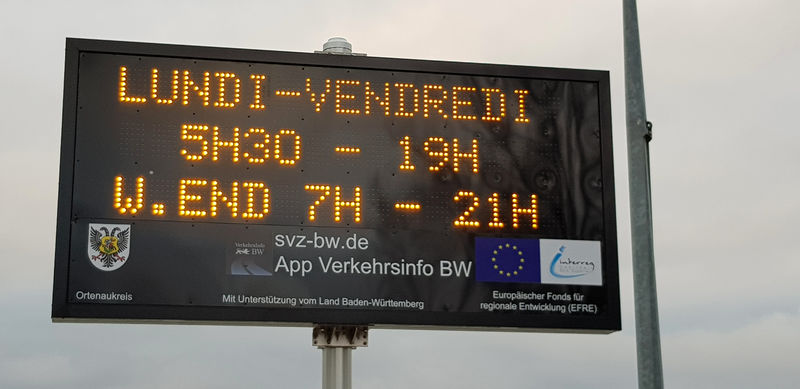 LUNDI-VENDREDI
5H30 - 19H
W.END 7H - 21H
Verkehrsinfo
BW
svz-bw.de
App Verkehrsinfo BW
interreg
Ortenaukreis
Mit Unterstützung vom Land Baden-Württemberg
Europäischer Fonds für
regionale Entwicklung (EFRE)